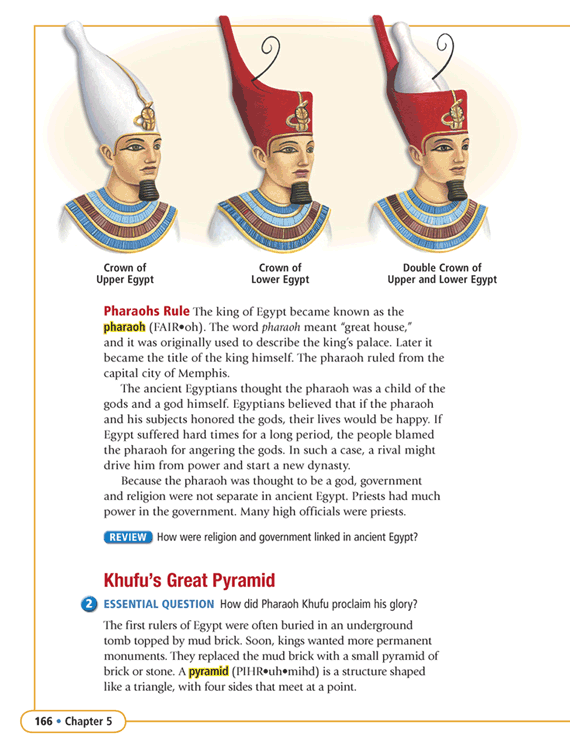 Crown of
Upper Egypt
Crown of
Lower Egypt
Double Crown of
Upper and Lower Egypt
Pharaohs Rule The king of Egypt became known as the
pharaoh (FAIR•oh). The word pharaoh meant “great house,”
and it was originally used to describe the king’s palace. Later it
became the title of the king himself. The pharaoh ruled from the
capital city of Memphis.
The ancient Egyptians thought the pharaoh was a child of the
gods and a god himself. Egyptians believed that if the pharaoh
and his subjects honored the gods, their lives would be happy. If
Egypt suffered hard times for a long period, the people blamed
the pharaoh for angering the gods. In such a case, a rival might
drive him from power and start a new dynasty.
Because the pharaoh was thought to be a god, government
and religion were not separate in ancient Egypt. Priests had much
power in the government. Many high officials were priests.
REVIEW How were religion and government linked in ancient Egypt?
Khufu’s Great Pyramid
2 ESSENTIAL QUESTION How did Pharaoh Khufu proclaim his glory?
The first rulers of Egypt were often buried in an underground
tomb topped by mud brick. Soon, kings wanted more permanent
monuments. They replaced the mud brick with a small pyramid of
brick or stone. A pyramid (PIHR•uh•mihd) is a structure shaped
like a triangle, with four sides that meet at a point.
166 • Chapter 5